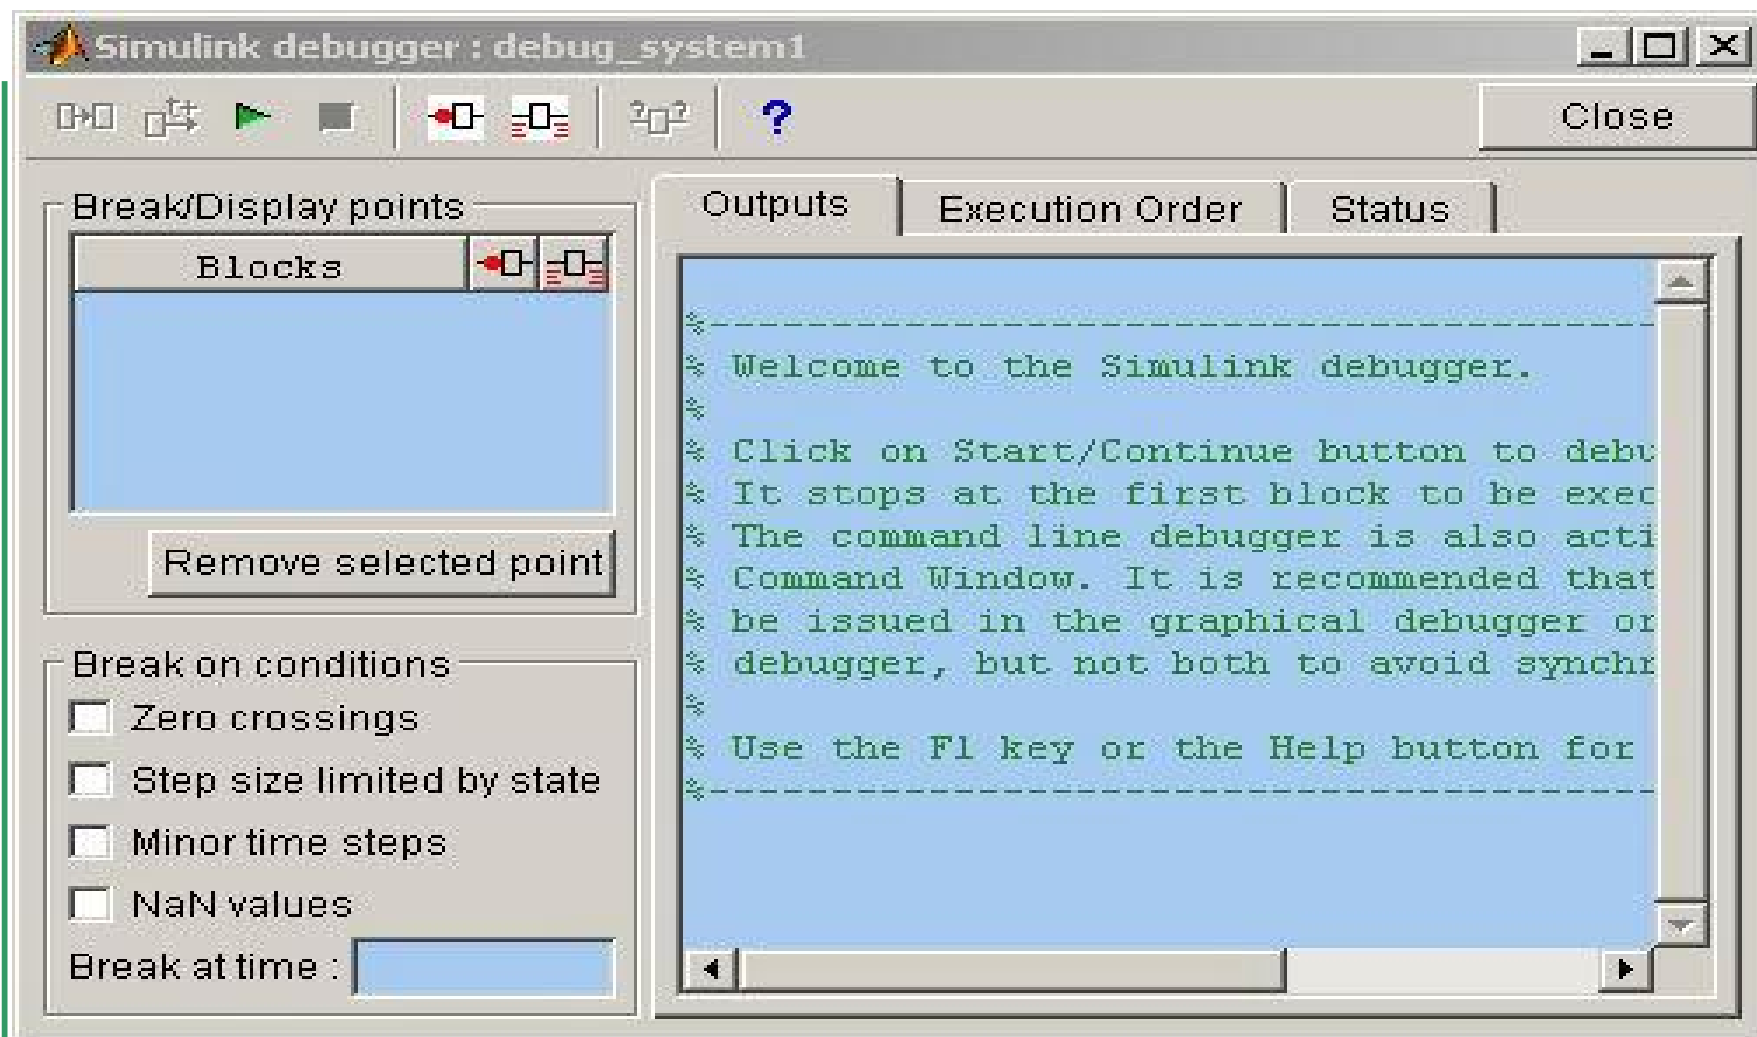 Simulink debugger : debug_system1
? ?
?
Close
Break/Display points
Blocks
Remove selected point
Break on conditions
Zero crossings
Step size limited by state
Minor time steps
NaN values
Break at time :
Outputs Execution Order Status
%---------------------------------------
% Welcome to the Simulink debugger.
%
% Click on Start/Continue button to debu
% It stops at the first block to be exec
% The command line debugger is also acti
% Command Window. It is recommended that
% be issued in the graphical debugger or
% debugger, but not both to avoid synchr
%
% Use the F1 key or the Help button for
%---------------------------------------